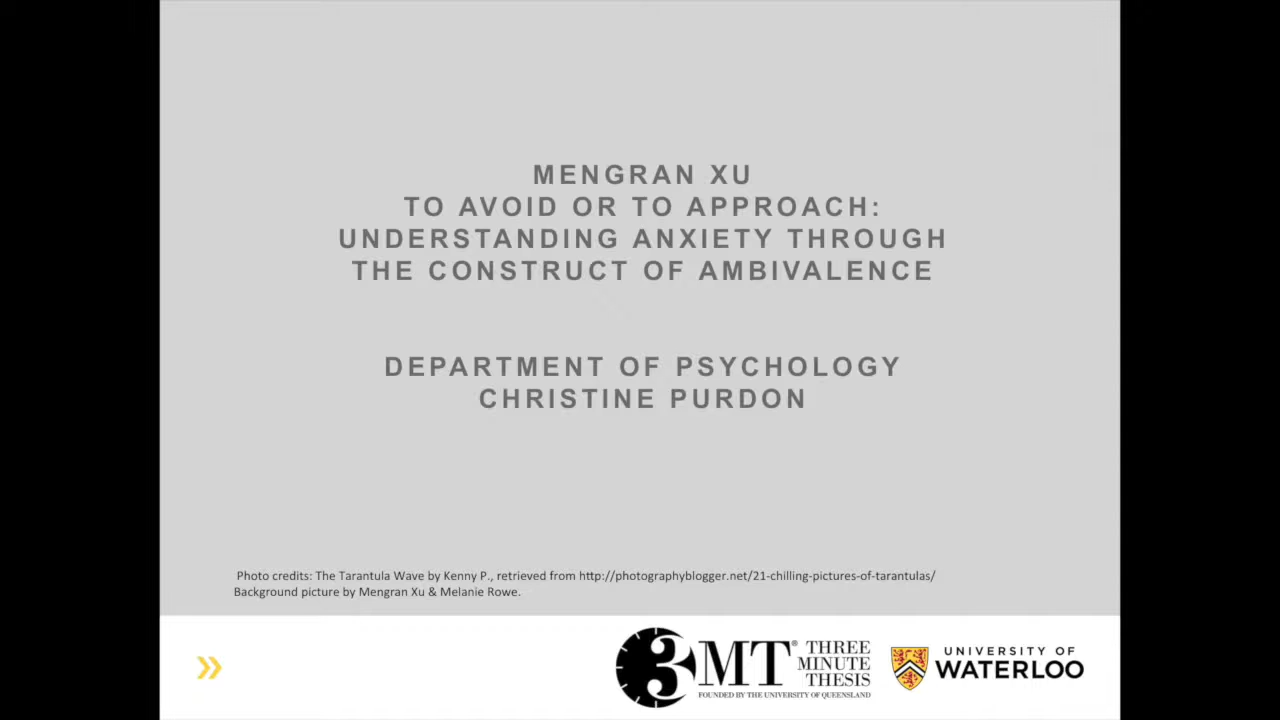 MENGRAN XU
TO AVOID OR TO APPROACH:
UNDERSTANDING ANXIETY THROUGH
THE CONSTRUCT OF AMBIVALENCE
DEPARTMENT OF PSYCHOLOGY
CHRISTINE PURDON
Photo credits: The Tarantula Wave by Kenny P., retrieved from http://photographyblogger.net/21-chilling-pictures-of-tarantulas/
Background picture by Mengran Xu & Melanie Rowe.
3MT® THREE
MINUTE
THESIS
FOUNDED BY THE UNIVERSITY OF QUEENSLAND
UNIVERSITY OF
WATERLOO